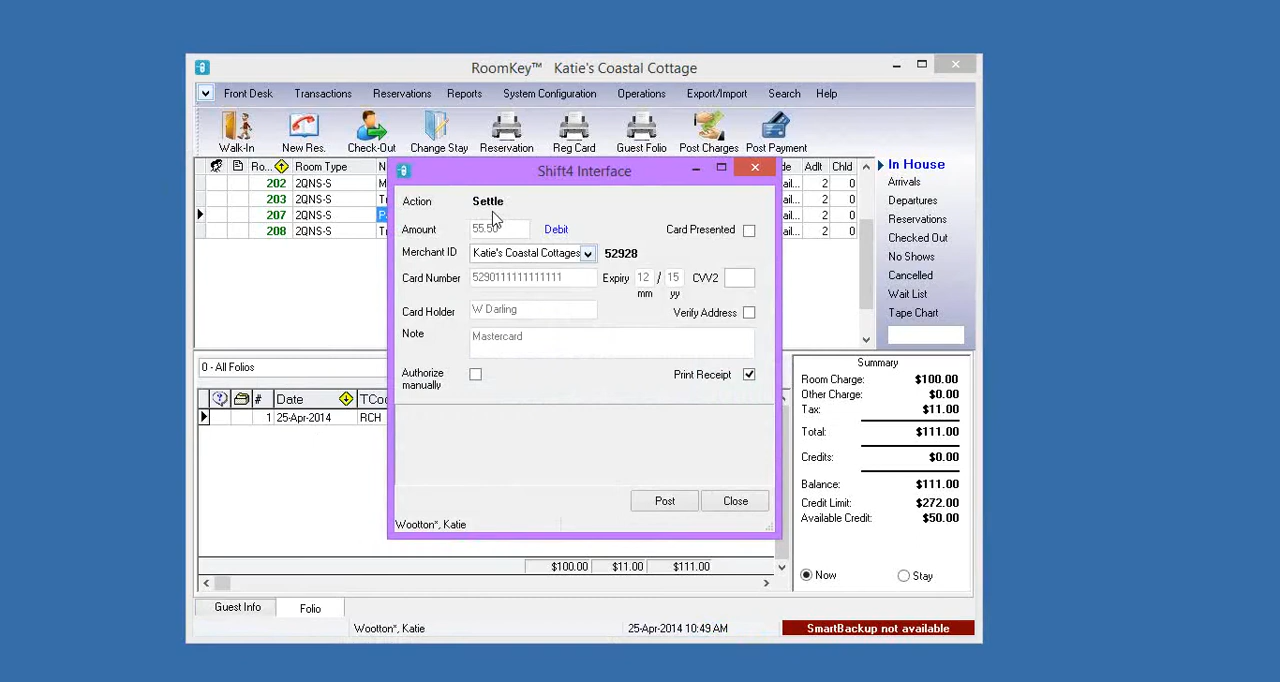 RoomKey™ Katie's Coastal Cottage
Front Desk Transactions Reservations Reports System Configuration Operations Export/Import Search Help
Walk-In New Res. Check-Out Change Stay Reservation Reg Card Guest Folio Post Charges Post Payment
Ro... Room Type Adlt Chld
202 2QNS-S
203 2QNS-S
207 2QNS-S
208 2QNS-S
ail... 2 0
ail... 2 0
ail... 2 0
ail... 2 0
In House
Arrivals
Departures
Reservations
Checked Out
No Shows
Cancelled
Wait List
Tape Chart
Shift4 Interface
Action Settle
Amount 55.50 Debit Card Presented
Merchant ID Katie's Coastal Cottages 52928
Card Number 5290111111111111 Expiry 12 / 15 CVV2
mm yy
Card Holder W Darling Verify Address
Note Mastercard
Authorize manually Print Receipt
Post Close
Wootton*, Katie
0 - All Folios
# Date TCo
1 25-Apr-2014 RCH
$100.00 $11.00 $111.00
Summary
Room Charge: $100.00
Other Charge: $0.00
Tax: $11.00
Total: $111.00
Credits: $0.00
Balance: $111.00
Credit Limit: $272.00
Available Credit: $50.00
Now Stay
Guest Info Folio
Wootton*, Katie 25-Apr-2014 10:49 AM SmartBackup not available